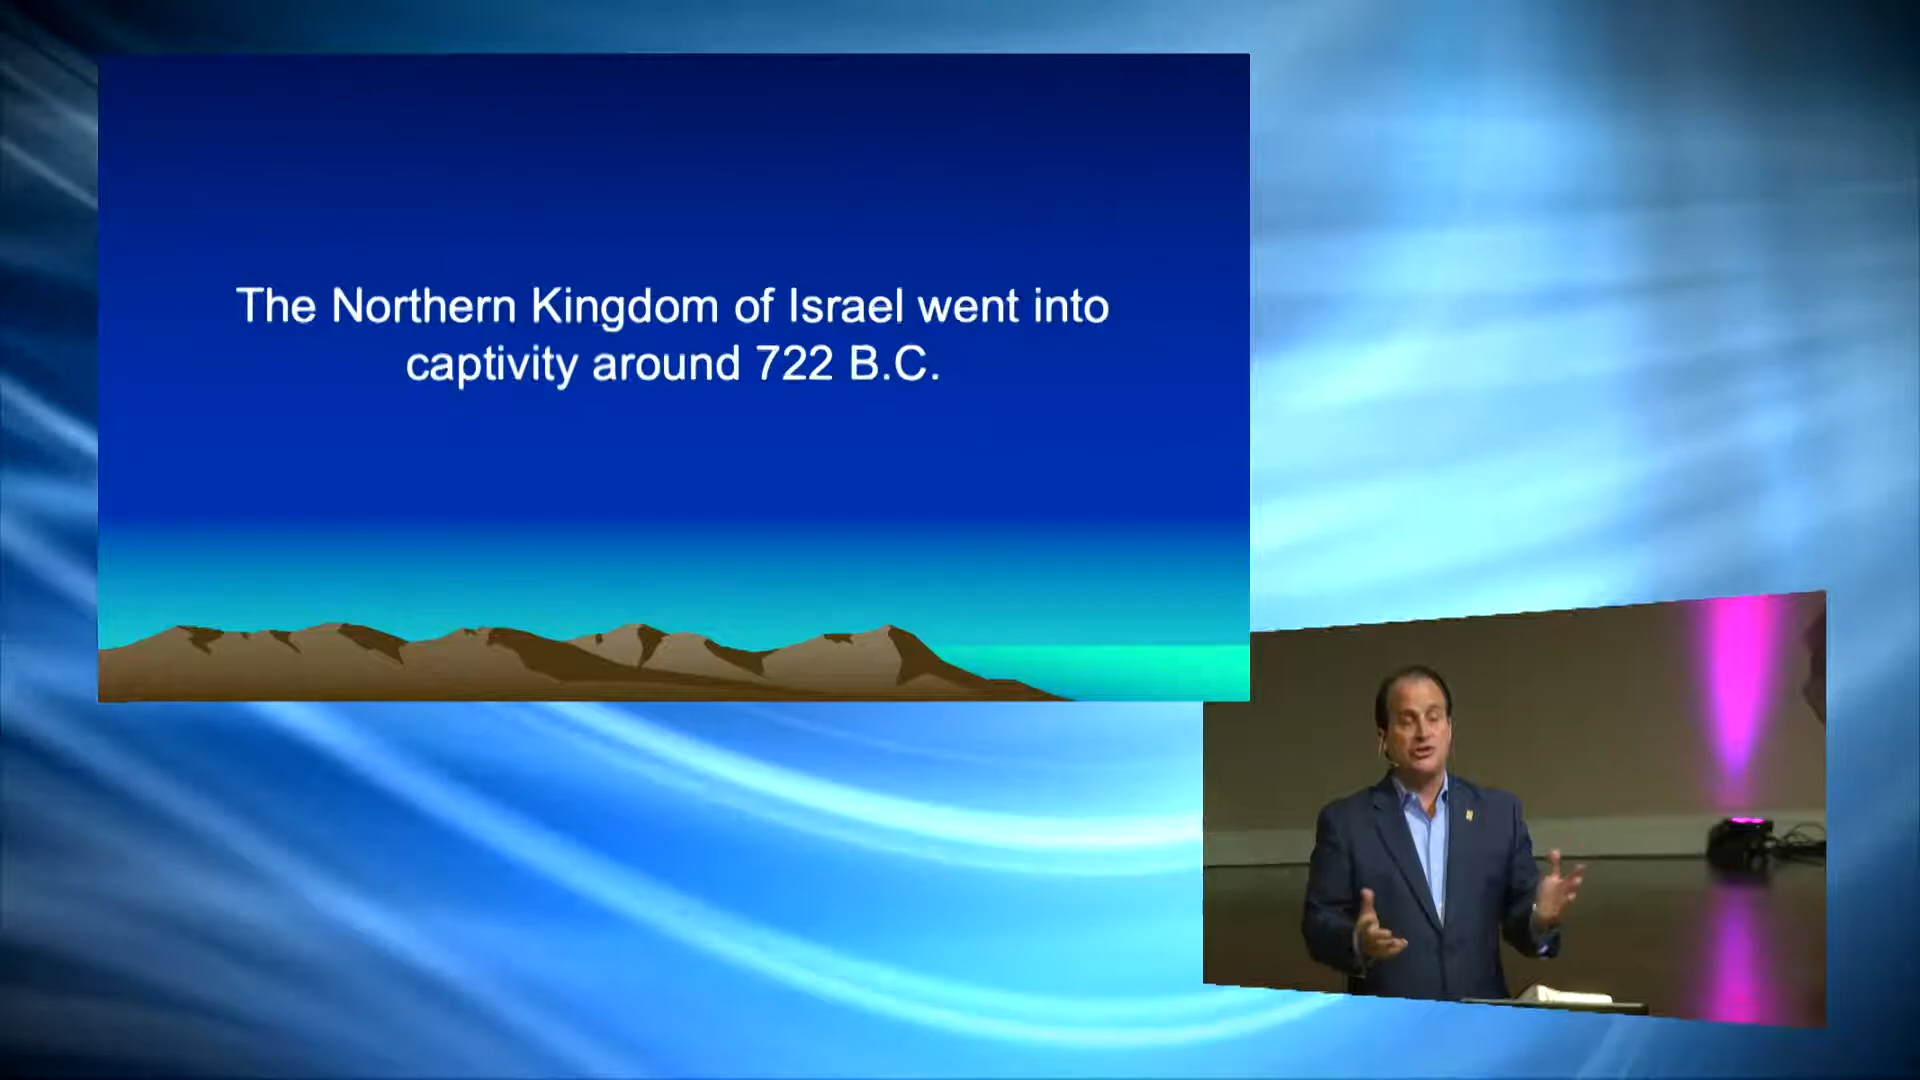 The Northern Kingdom of Israel went into
captivity around 722 B.C.